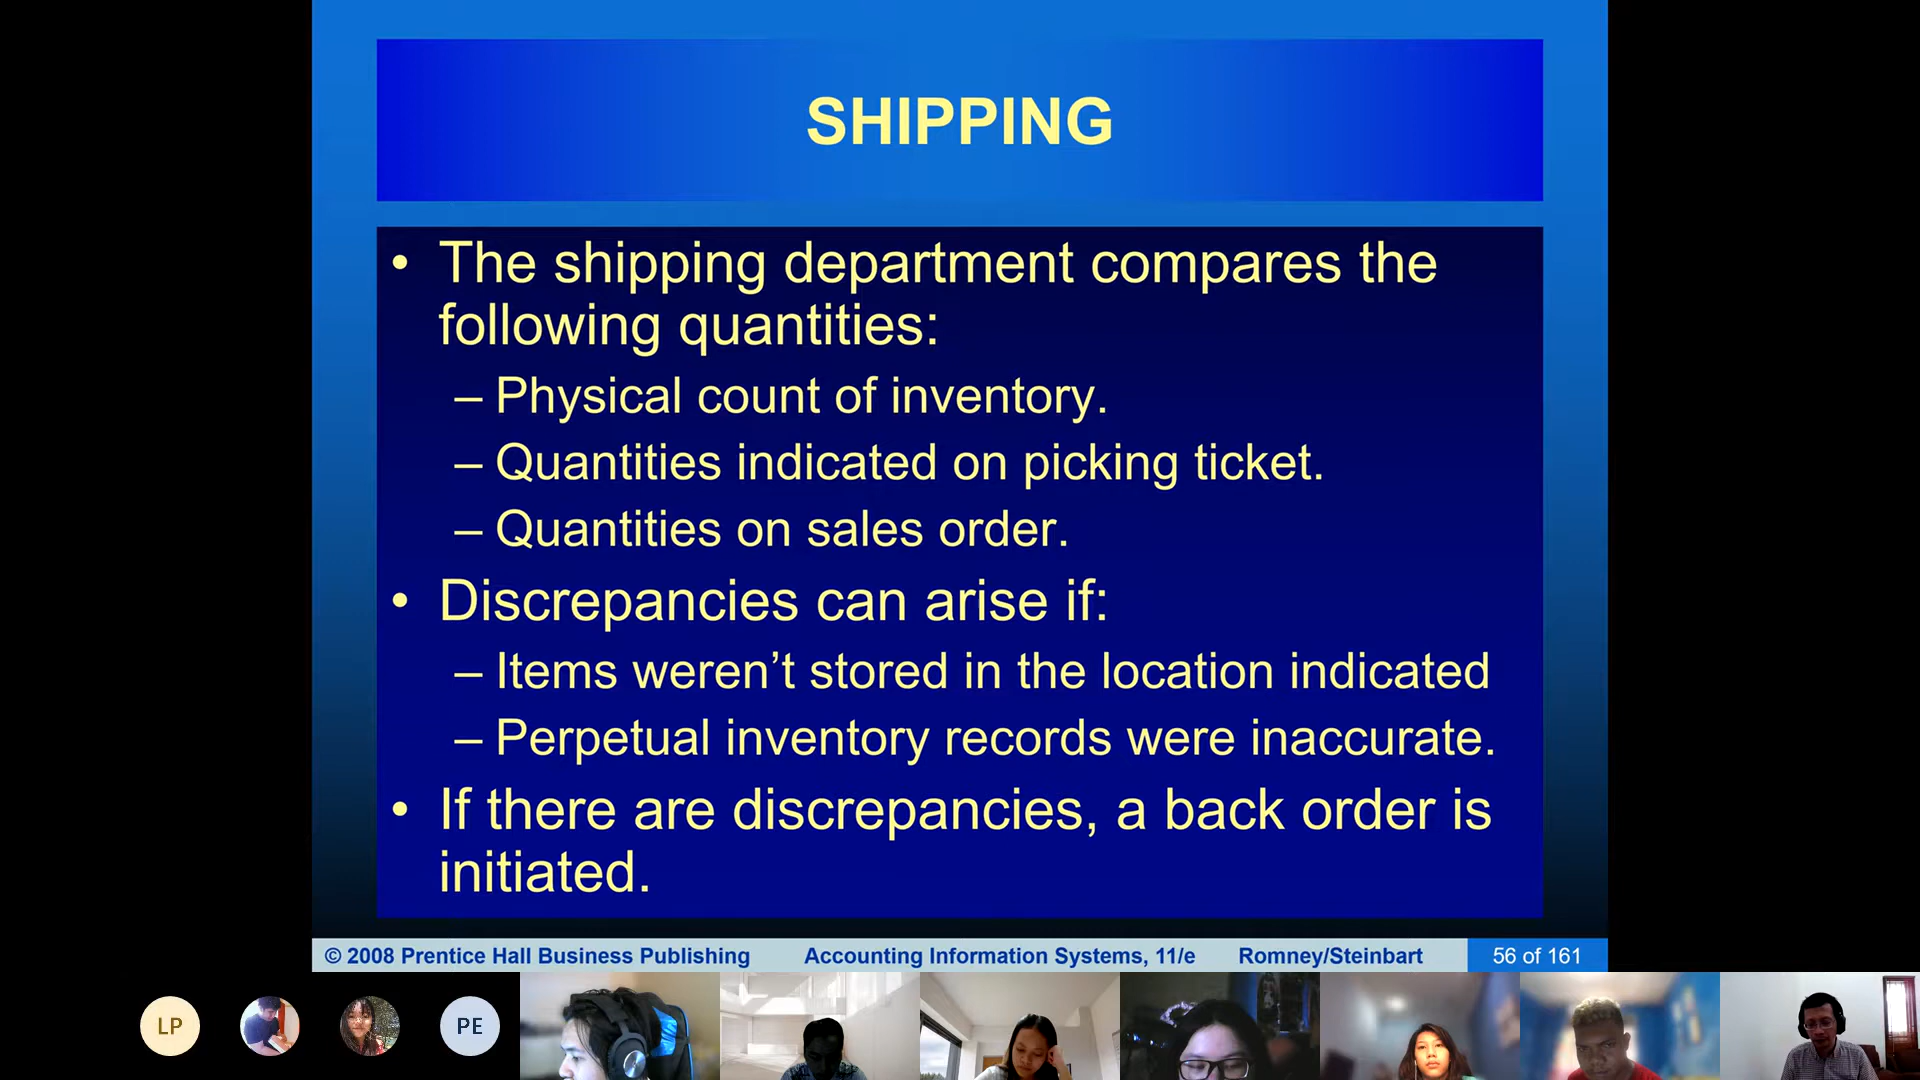 SHIPPING
• The shipping department compares the
following quantities:
– Physical count of inventory.
– Quantities indicated on picking ticket.
– Quantities on sales order.
• Discrepancies can arise if:
– Items weren’t stored in the location indicated
– Perpetual inventory records were inaccurate.
• If there are discrepancies, a back order is
initiated.
© 2008 Prentice Hall Business Publishing Accounting Information Systems, 11/e Romney/Steinbart 56 of 161
LP PE